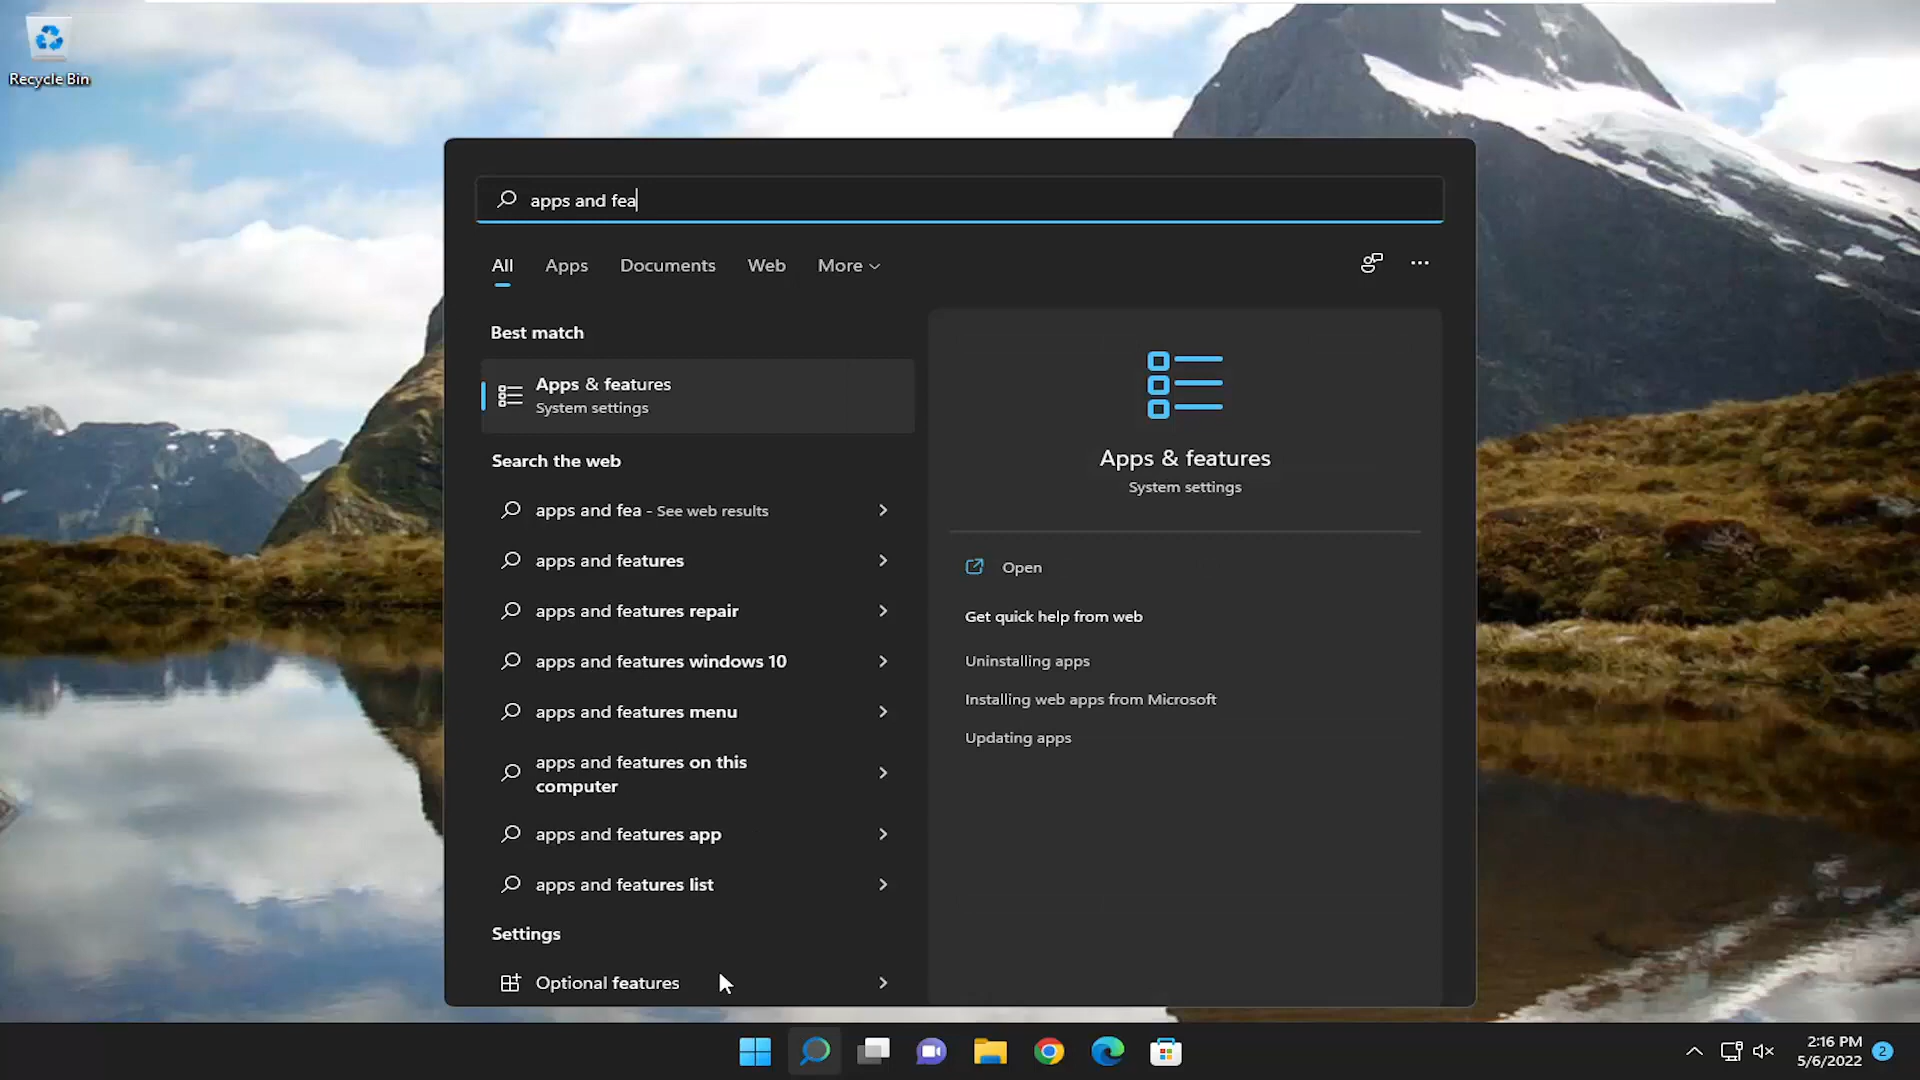 Recycle Bin
apps and fea
All Apps Documents Web More
Best match
Apps & features
System settings
Search the web
apps and fea - See web results
apps and features
apps and features repair
apps and features windows 10
apps and features menu
apps and features on this
computer
apps and features app
apps and features list
Settings
Optional features
Apps & features
System settings
Open
Get quick help from web
Uninstalling apps
Installing web apps from Microsoft
Updating apps
2:16 PM
5/6/2022
2